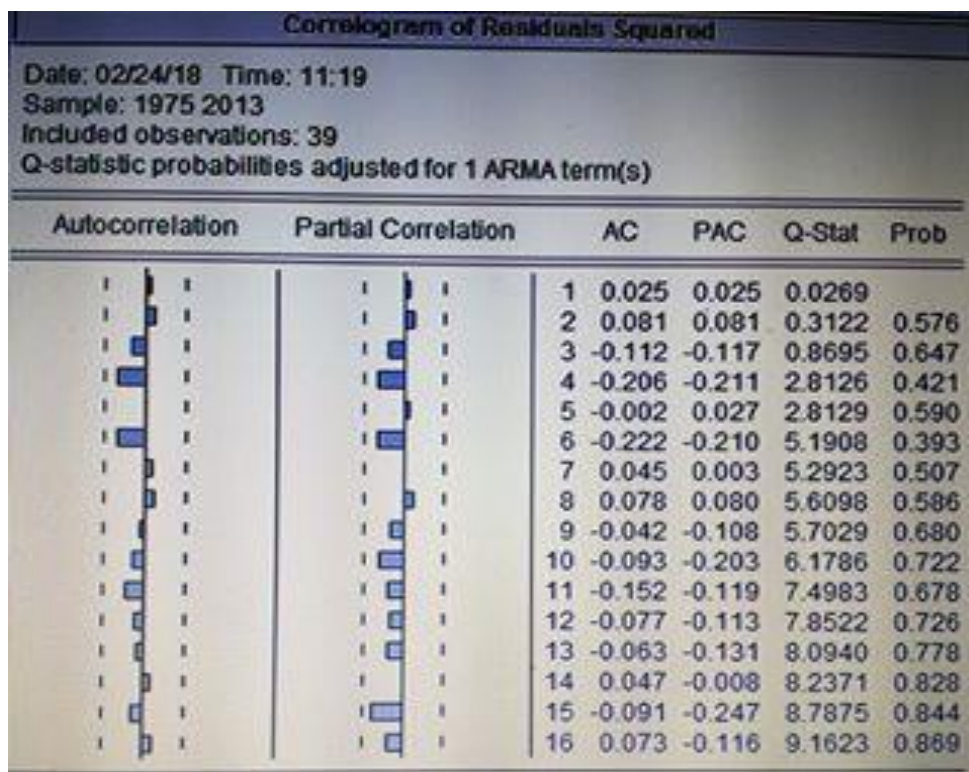 Correlogram of Residuals Squared
Date: 02/24/18 Time: 11:19
Sample: 1975 2013
Included observations: 39
Q-statistic probabilities adjusted for 1 ARMA term(s)
Autocorrelation Partial Correlation AC PAC Q-Stat Prob
1 0.025 0.025 0.0269
2 0.081 0.081 0.3122 0.576
3 -0.112 -0.117 0.8695 0.647
4 -0.206 -0.211 2.8126 0.421
5 -0.002 0.027 2.8129 0.590
6 -0.222 -0.210 5.1908 0.393
7 0.045 0.003 5.2923 0.507
8 0.078 0.080 5.6098 0.586
9 -0.042 -0.108 5.7029 0.680
10 -0.093 -0.203 6.1786 0.722
11 -0.152 -0.119 7.4983 0.678
12 -0.077 -0.113 7.8522 0.726
13 -0.063 -0.131 8.0940 0.778
14 0.047 -0.008 8.2371 0.828
15 -0.091 -0.247 8.7875 0.844
16 0.073 -0.116 9.1623 0.869